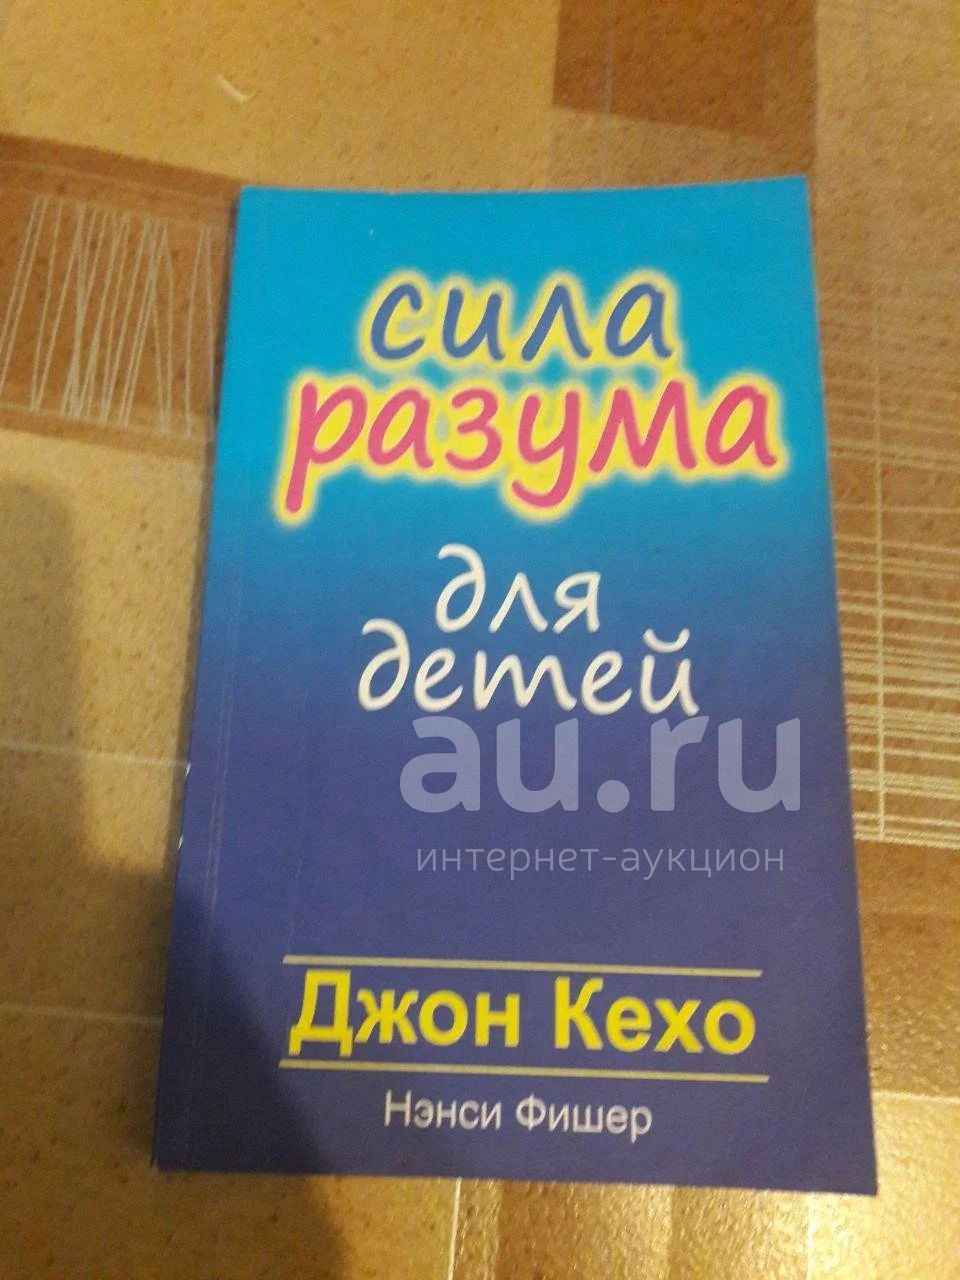 сила
разума
для
детей
au.ru
интернет-аукцион
Джон Кехо
Нэнси Фишер